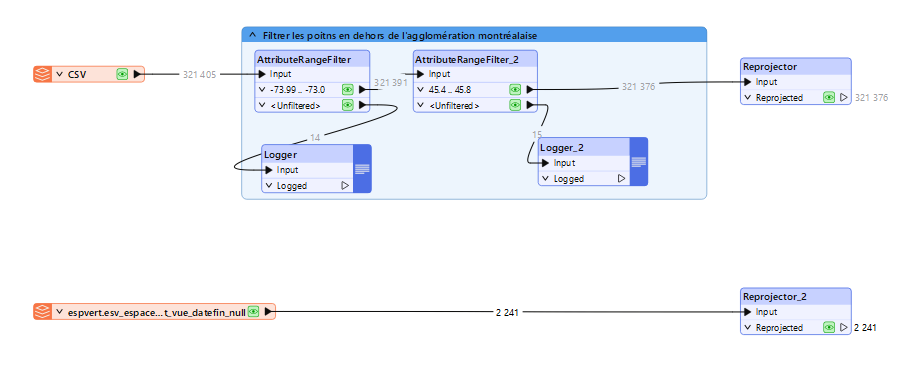 Filtrer les poitns en dehors de l'agglomération montréalaise
CSV
321 405
AttributeRangeFilter
Input
-73.99 .. -73.0
<Unfiltered>
321 391
AttributeRangeFilter_2
Input
45.4 .. 45.8
<Unfiltered>
321 376
Reprojector
Input
Reprojected
321 376
14
Logger
Input
Logged
15
Logger_2
Input
Logged
espvert.esv_espace...t_vue_datefin_null
2 241
Reprojector_2
Input
Reprojected
2 241